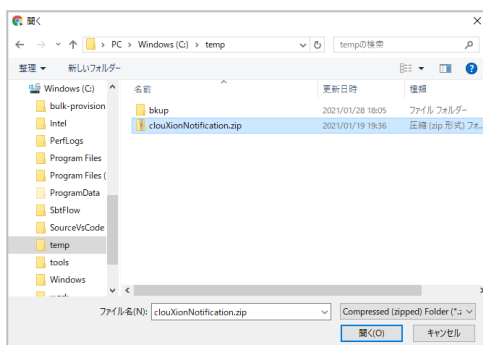 開く
PC › Windows (C:) › temp
tempの検索
整理 新しいフォルダー
Windows (C:)
bulk-provision
Intel
PerfLogs
Program Files
Program Files (
ProgramData
SbtFlow
SourceVsCode
temp
tools
Windows
名前 更新日時 種類
bkup 2021/01/28 18:05 ファイル フォルダー
clouXionNotification.zip 2021/01/19 19:36 圧縮 (zip 形式) フォ..
ファイル名(N): clouXionNotification.zip
Compressed (zipped) Folder (*.z
開く(O) キャンセル